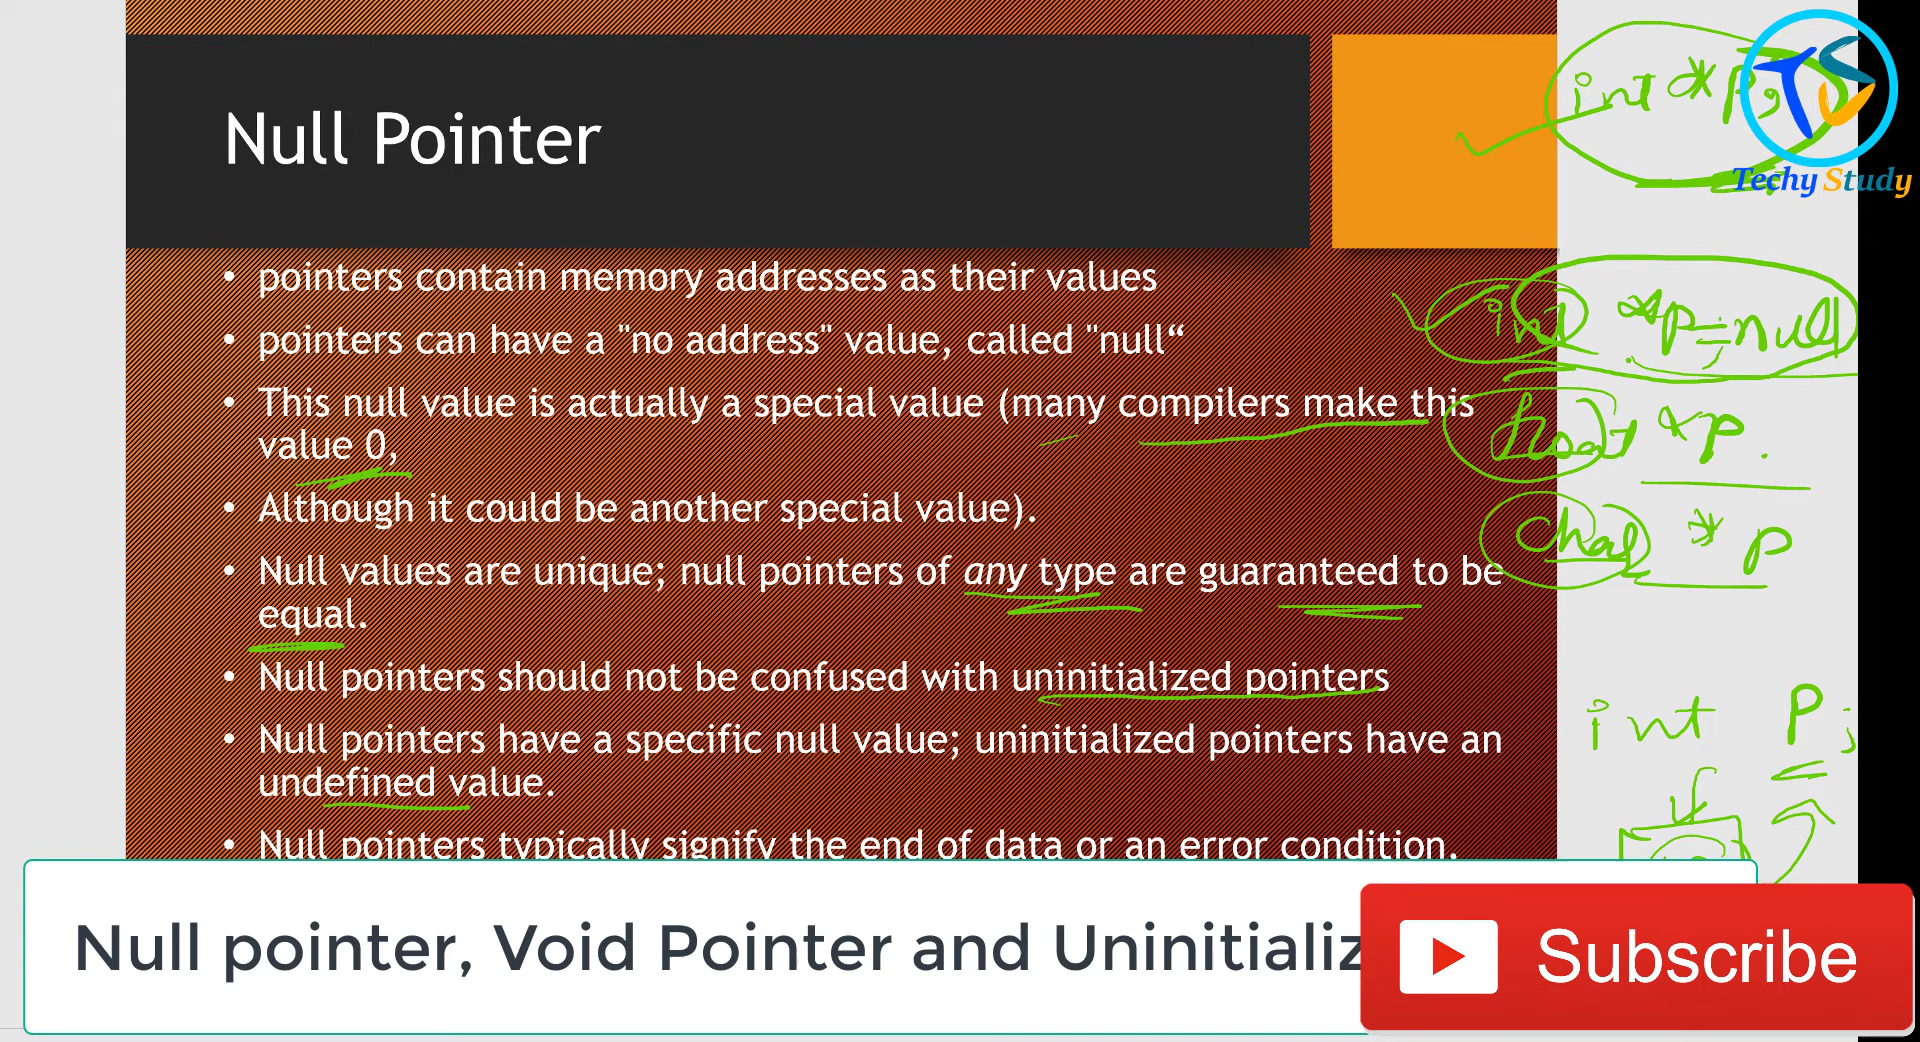 Null Pointer
int *p;
Techy Study
• pointers contain memory addresses as their values
• pointers can have a "no address" value, called "null“
int *p=null
• This null value is actually a special value (many compilers make this
value 0,
float *p.
• Although it could be another special value).
char *p
• Null values are unique; null pointers of any type are guaranteed to be
equal.
• Null pointers should not be confused with uninitialized pointers
int P;
• Null pointers have a specific null value; uninitialized pointers have an
undefined value.
• Null pointers typically signify the end of data or an error condition.
Null pointer, Void Pointer and Uninitializ
Subscribe